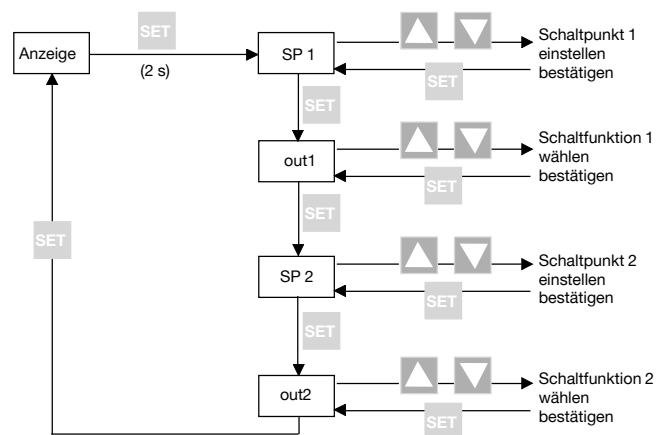 SET
Anzeige
(2 s)
SP 1
Schaltpunkt 1
einstellen
bestätigen
SET
SET
out1
Schaltfunktion 1
wählen
bestätigen
SET
SET
SET
SP 2
Schaltpunkt 2
einstellen
bestätigen
SET
SET
out2
Schaltfunktion 2
wählen
bestätigen
SET